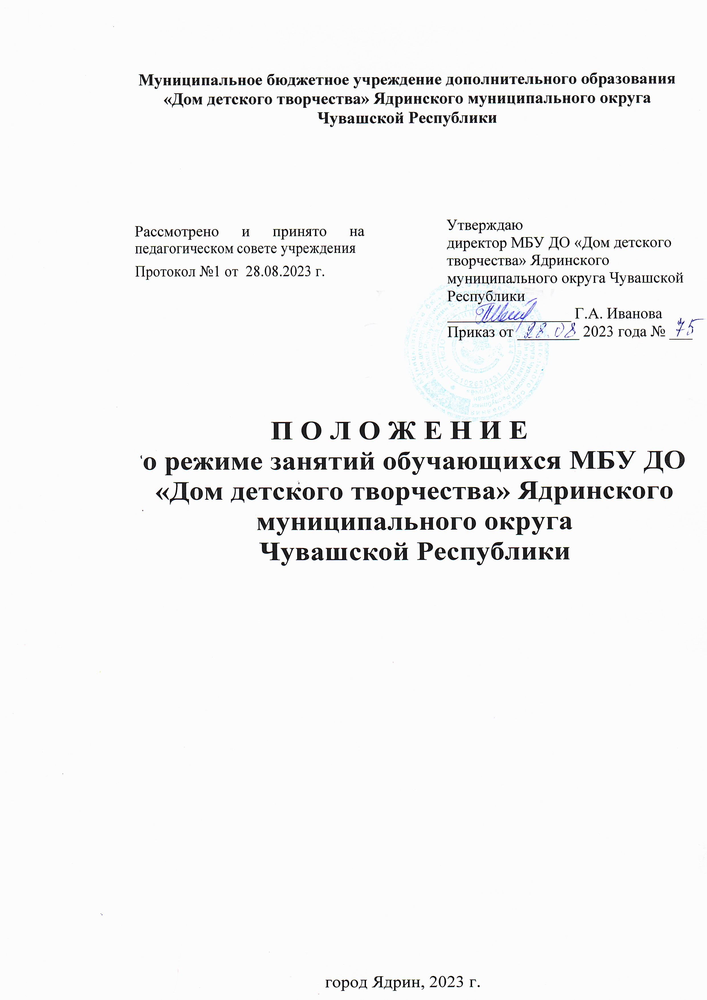 Муниципальное бюджетное учреждение дополнительного образования
«Дом детского творчества» Ядринского муниципального округа
Чувашской Республики
Рассмотрено и принято на
педагогическом совете учреждения
Протокол №1 от 28.08.2023 г.
Утверждаю
директор МБУ ДО «Дом детского
творчества» Ядринского
муниципального округа Чувашской
Республики
Г.А. Иванова
Приказ от 28.08 2023 года № 75
1022102630131
П О Л О Ж Е Н И Е
о режиме занятий обучающихся МБУ ДО
«Дом детского творчества» Ядринского
муниципального округа
Чувашской Республики
город Ядрин, 2023 г.